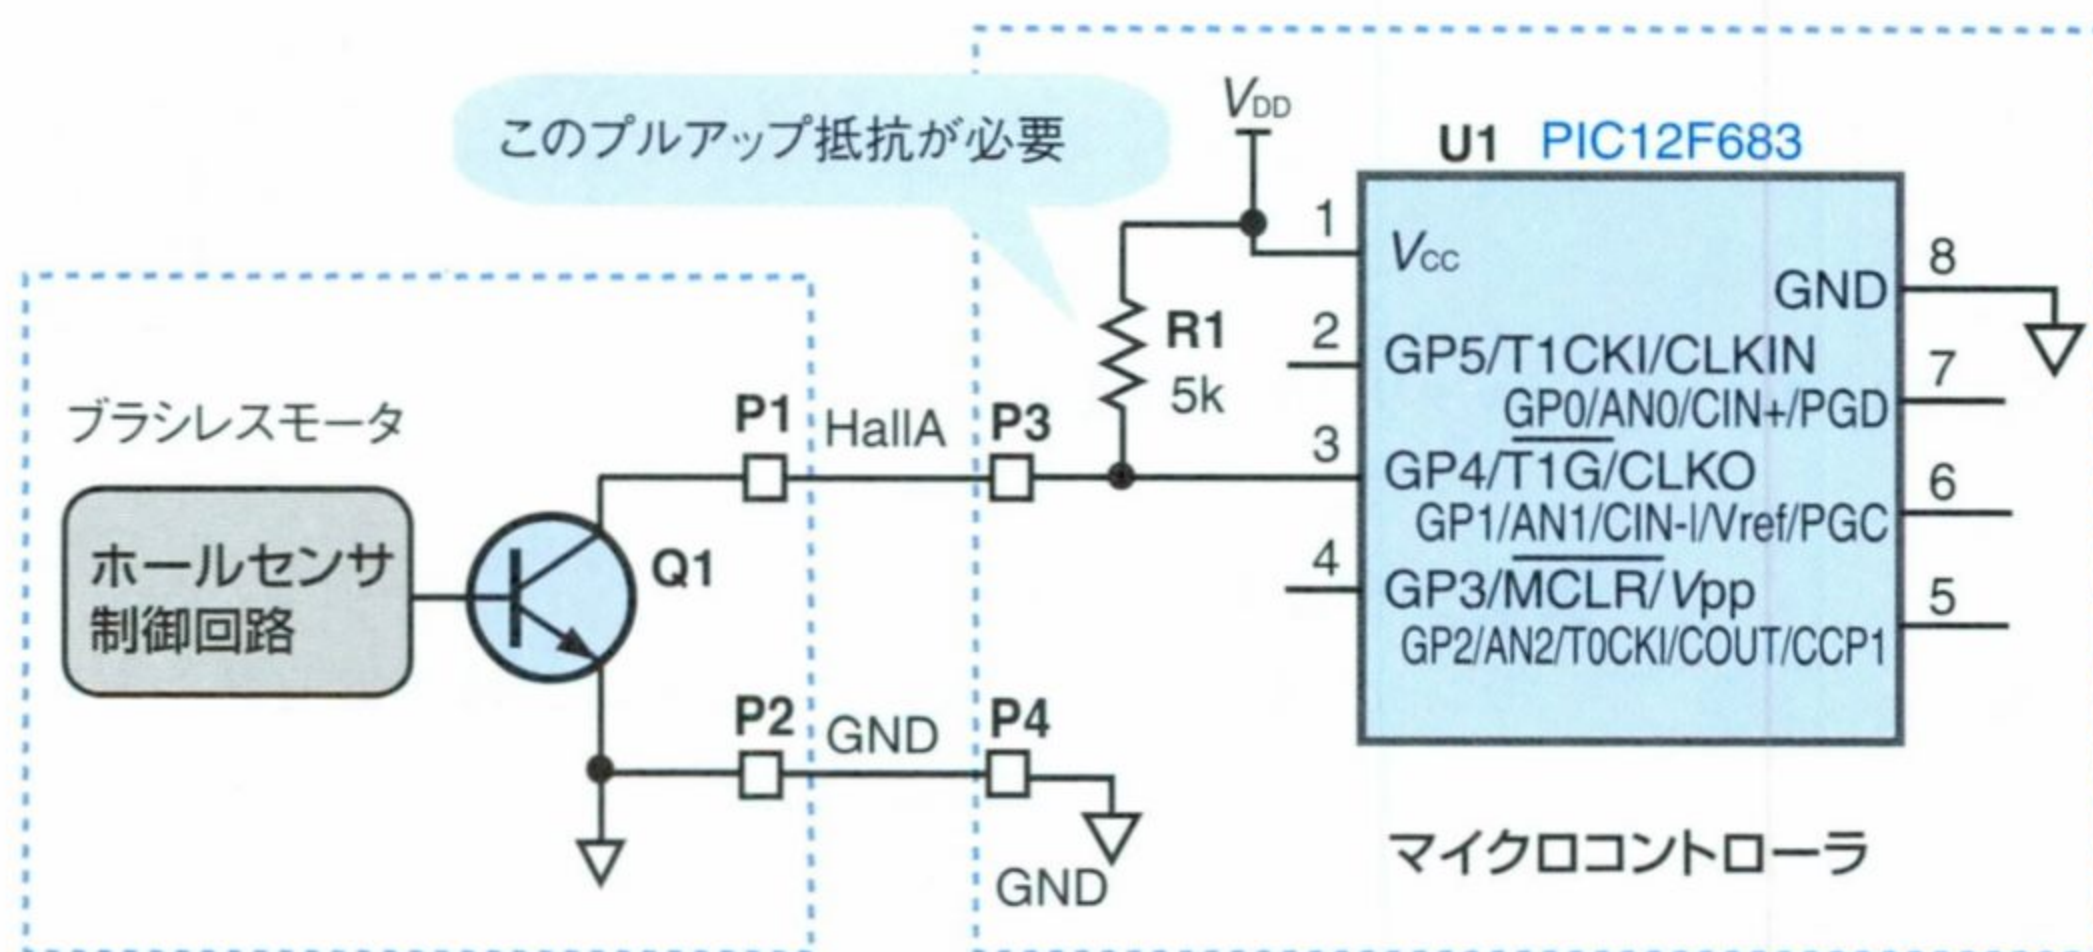 このプルアップ抵抗が必要
VDD
U1 PIC12F683
1
VCC
8
GND
R1
5k
2
GP5/T1CKI/CLKIN
7
GP0/AN0/CIN+/PGD
ブラシレスモータ
P1
HallA
P3
3
GP4/T1G/CLKO
6
GP1/AN1/CIN-I/Vref/PGC
ホールセンサ
制御回路
Q1
4
GP3/MCLR/Vpp
5
GP2/AN2/T0CKI/COUT/CCP1
P2
GND
P4
GND
マイクロコントローラ